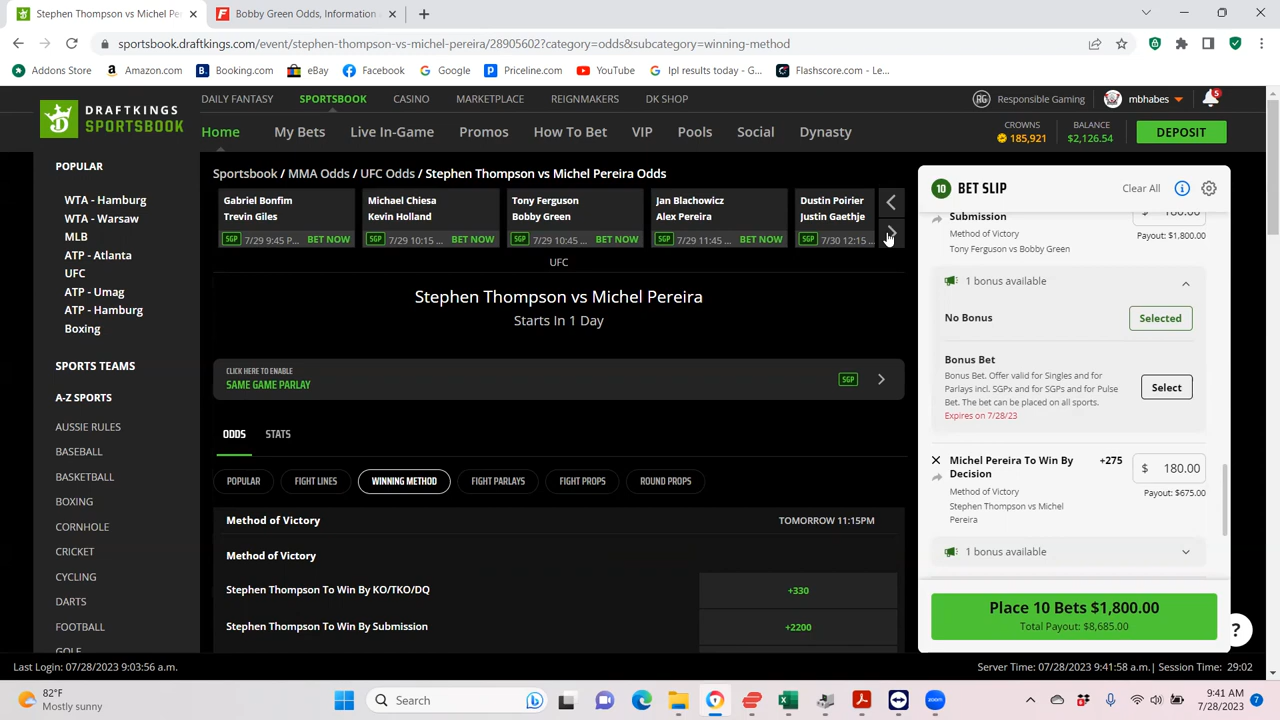 Stephen Thompson vs Michel Per
Bobby Green Odds, Information
sportsbook.draftkings.com/event/stephen-thompson-vs-michel-pereira/28905602?category=odds&subcategory=winning-method
Addons Store
Amazon.com
Booking.com
eBay
Facebook
Google
Priceline.com
YouTube
Ipl results today - G...
Flashscore.com - Le...
DRAFTKINGS
SPORTSBOOK
DAILY FANTASY
SPORTSBOOK
CASINO
MARKETPLACE
REIGNMAKERS
DK SHOP
RG Responsible Gaming
mbhabes
5
Home
My Bets
Live In-Game
Promos
How To Bet
VIP
Pools
Social
Dynasty
CROWNS
185,921
BALANCE
$2,126.54
DEPOSIT
POPULAR
WTA - Hamburg
WTA - Warsaw
MLB
ATP - Atlanta
UFC
ATP - Umag
ATP - Hamburg
Boxing
SPORTS TEAMS
A-Z SPORTS
AUSSIE RULES
BASEBALL
BASKETBALL
BOXING
CORNHOLE
CRICKET
CYCLING
DARTS
FOOTBALL
GOLF
Sportsbook / MMA Odds / UFC Odds / Stephen Thompson vs Michel Pereira Odds
Gabriel Bonfim
Trevin Giles
SGP 7/29 9:45 P... BET NOW
Michael Chiesa
Kevin Holland
SGP 7/29 10:15 ... BET NOW
Tony Ferguson
Bobby Green
SGP 7/29 10:45 ... BET NOW
Jan Blachowicz
Alex Pereira
SGP 7/29 11:45 ... BET NOW
Dustin Poirier
Justin Gaethje
SGP 7/30 12:15 ...
UFC
Stephen Thompson vs Michel Pereira
Starts In 1 Day
CLICK HERE TO ENABLE
SAME GAME PARLAY
SGP
ODDS
STATS
POPULAR
FIGHT LINES
WINNING METHOD
FIGHT PARLAYS
FIGHT PROPS
ROUND PROPS
Method of Victory
TOMORROW 11:15PM
Method of Victory
Stephen Thompson To Win By KO/TKO/DQ
+330
Stephen Thompson To Win By Submission
+2200
10 BET SLIP
Clear All
Submission
$ 180.00
Method of Victory
Payout: $1,800.00
Tony Ferguson vs Bobby Green
1 bonus available
No Bonus
Selected
Bonus Bet
Bonus Bet. Offer valid for Singles and for
Parlays incl. SGPx and for SGPs and for Pulse
Bet. The bet can be placed on all sports.
Expires on 7/28/23
Select
Michel Pereira To Win By
Decision
+275
$ 180.00
Method of Victory
Payout: $675.00
Stephen Thompson vs Michel
Pereira
1 bonus available
Place 10 Bets $1,800.00
Total Payout: $8,685.00
?
Last Login: 07/28/2023 9:03:56 a.m.
Server Time: 07/28/2023 9:41:58 a.m.| Session Time: 29:02
82°F
Mostly sunny
Search
zoom
9:41 AM
7/28/2023
7